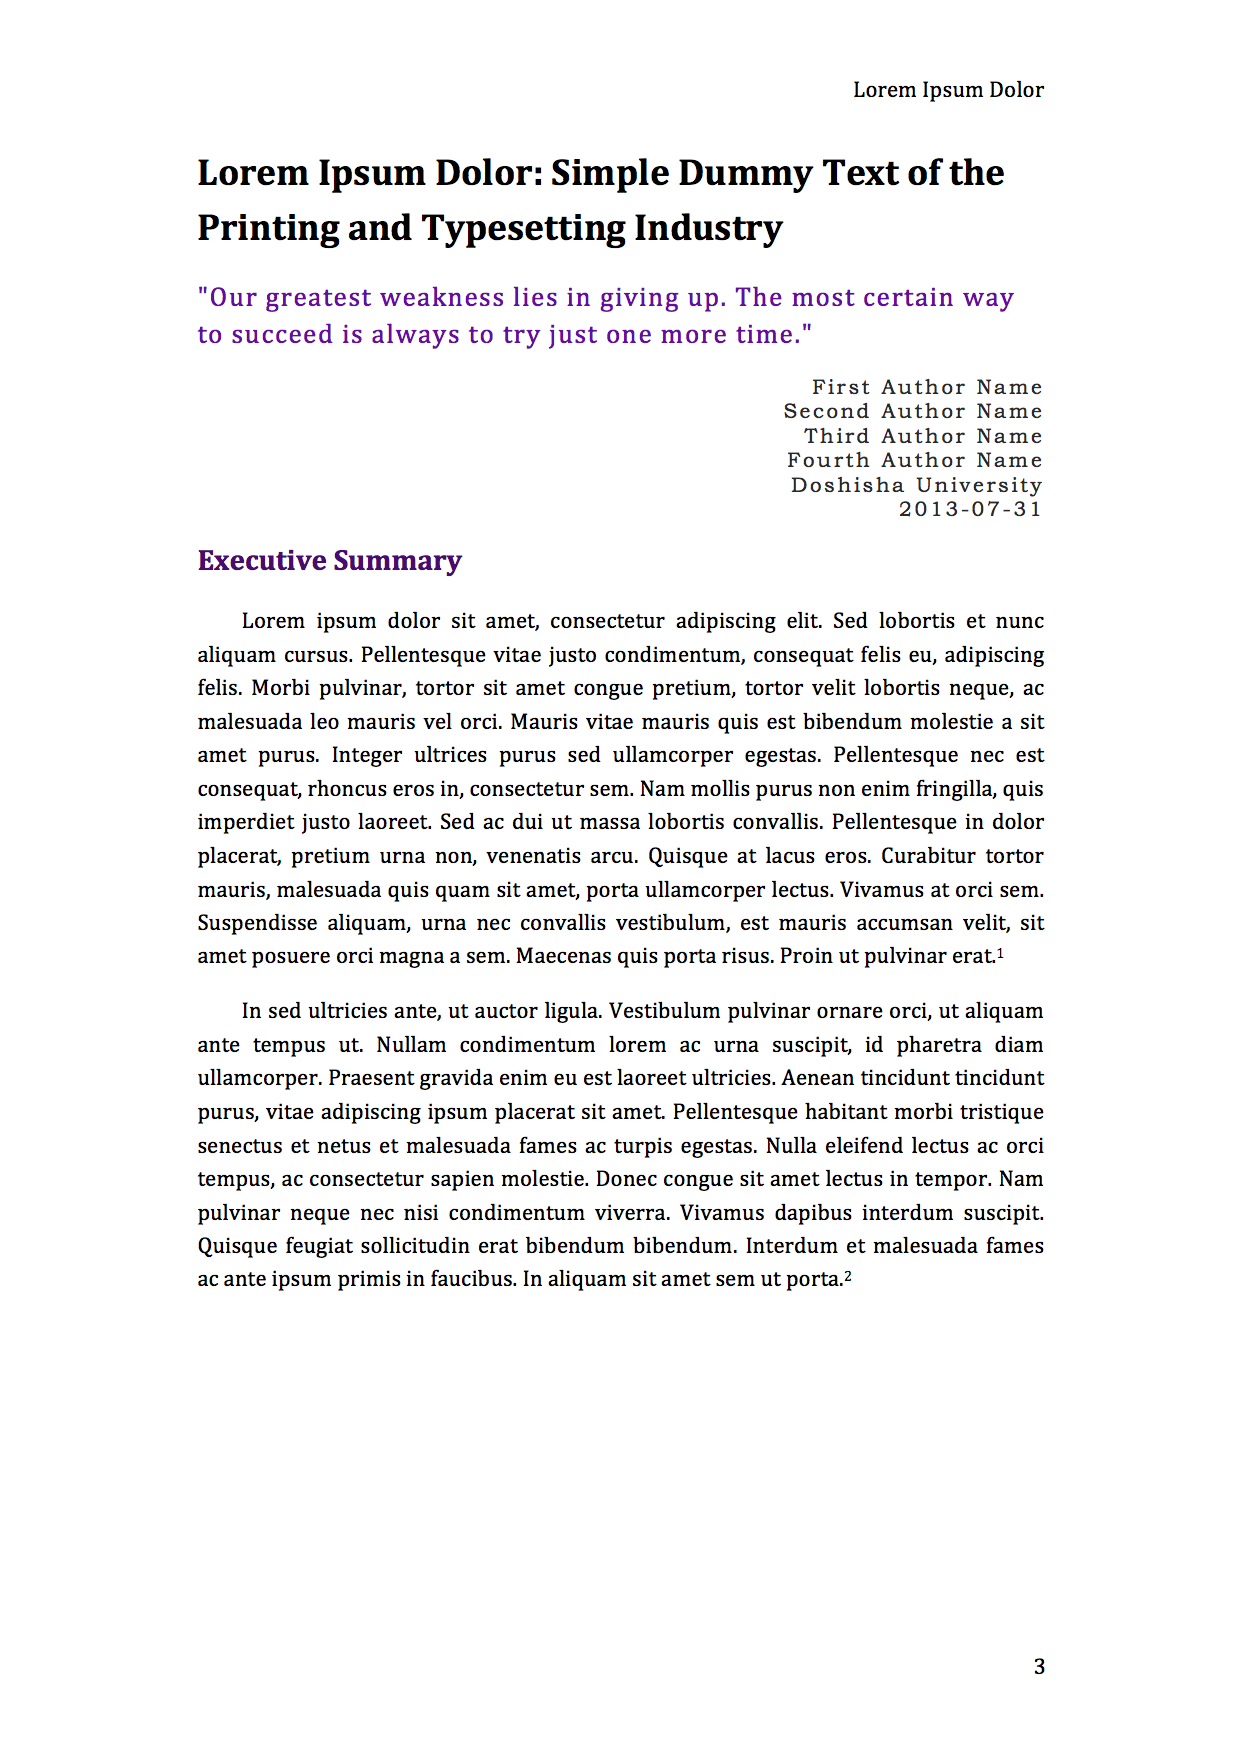 Lorem Ipsum Dolor
Lorem Ipsum Dolor: Simple Dummy Text of the
Printing and Typesetting Industry
"Our greatest weakness lies in giving up. The most certain way
to succeed is always to try just one more time."
First Author Name
Second Author Name
Third Author Name
Fourth Author Name
Doshisha University
2013-07-31
Executive Summary
Lorem ipsum dolor sit amet, consectetur adipiscing elit. Sed lobortis et nunc
aliquam cursus. Pellentesque vitae justo condimentum, consequat felis eu, adipiscing
felis. Morbi pulvinar, tortor sit amet congue pretium, tortor velit lobortis neque, ac
malesuada leo mauris vel orci. Mauris vitae mauris quis est bibendum molestie a sit
amet purus. Integer ultrices purus sed ullamcorper egestas. Pellentesque nec est
consequat, rhoncus eros in, consectetur sem. Nam mollis purus non enim fringilla, quis
imperdiet justo laoreet. Sed ac dui ut massa lobortis convallis. Pellentesque in dolor
placerat, pretium urna non, venenatis arcu. Quisque at lacus eros. Curabitur tortor
mauris, malesuada quis quam sit amet, porta ullamcorper lectus. Vivamus at orci sem.
Suspendisse aliquam, urna nec convallis vestibulum, est mauris accumsan velit, sit
amet posuere orci magna a sem. Maecenas quis porta risus. Proin ut pulvinar erat.¹
In sed ultricies ante, ut auctor ligula. Vestibulum pulvinar ornare orci, ut aliquam
ante tempus ut. Nullam condimentum lorem ac urna suscipit, id pharetra diam
ullamcorper. Praesent gravida enim eu est laoreet ultricies. Aenean tincidunt tincidunt
purus, vitae adipiscing ipsum placerat sit amet. Pellentesque habitant morbi tristique
senectus et netus et malesuada fames ac turpis egestas. Nulla eleifend lectus ac orci
tempus, ac consectetur sapien molestie. Donec congue sit amet lectus in tempor. Nam
pulvinar neque nec nisi condimentum viverra. Vivamus dapibus interdum suscipit.
Quisque feugiat sollicitudin erat bibendum bibendum. Interdum et malesuada fames
ac ante ipsum primis in faucibus. In aliquam sit amet sem ut porta.²
3